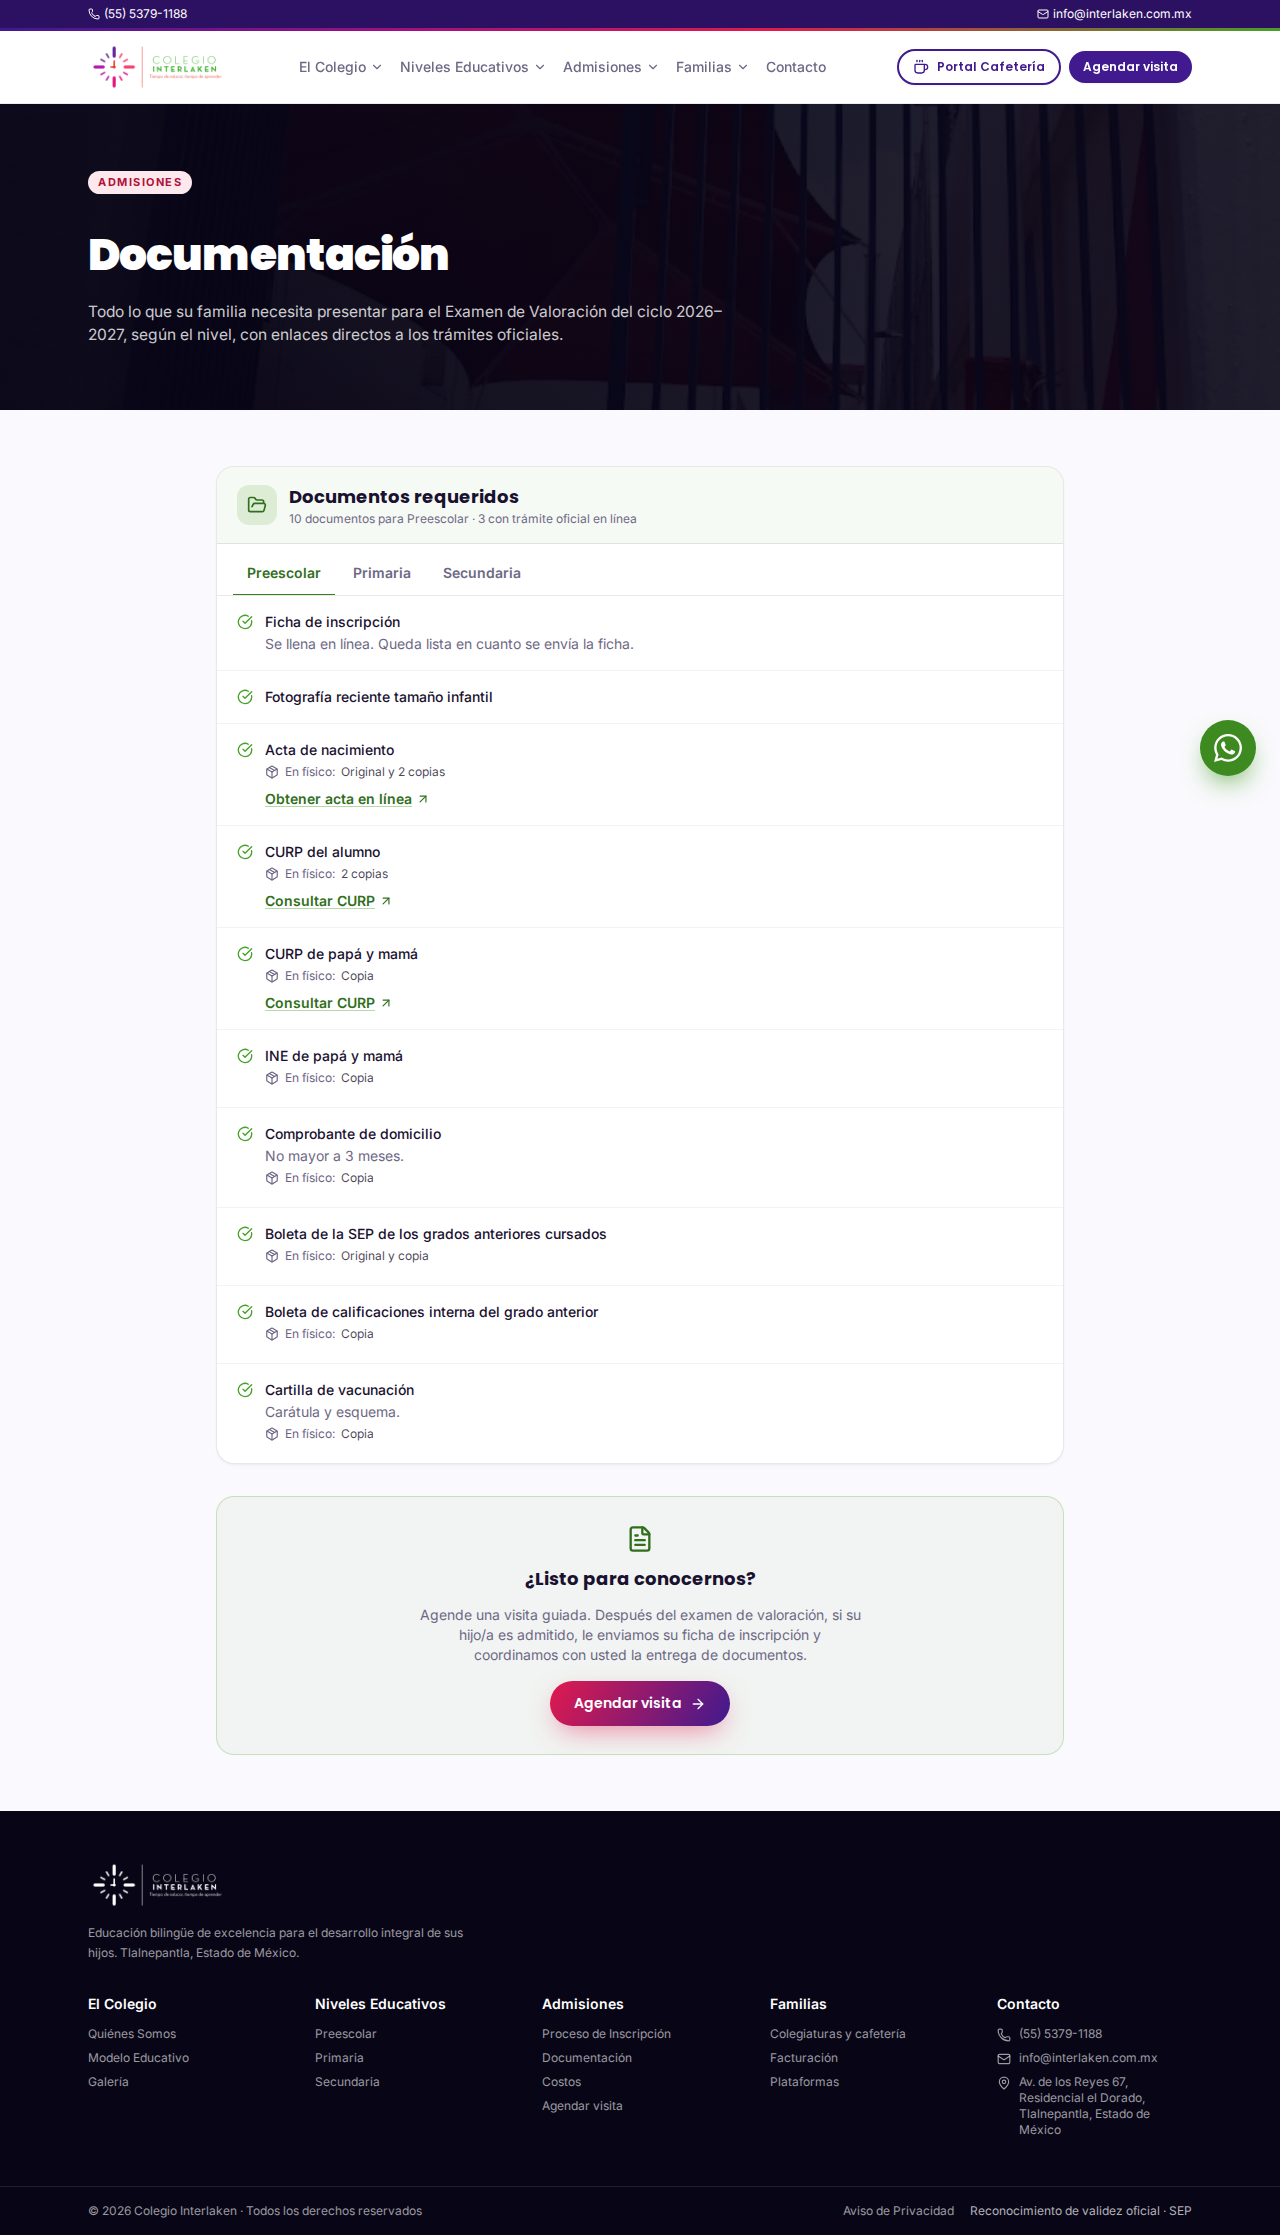 (55) 5379-1188
info@interlaken.com.mx
COLEGIO
INTERLAKEN
Tiempo de educar, tiempo de aprender
El Colegio
Niveles Educativos
Admisiones
Familias
Contacto
Portal Cafetería
Agendar visita
ADMISIONES
Documentación
Todo lo que su familia necesita presentar para el Examen de Valoración del ciclo 2026–
2027, según el nivel, con enlaces directos a los trámites oficiales.
Documentos requeridos
10 documentos para Preescolar · 3 con trámite oficial en línea
Preescolar
Primaria
Secundaria
Ficha de inscripción
Se llena en línea. Queda lista en cuanto se envía la ficha.
Fotografía reciente tamaño infantil
Acta de nacimiento
En físico: Original y 2 copias
Obtener acta en línea
CURP del alumno
En físico: 2 copias
Consultar CURP
CURP de papá y mamá
En físico: Copia
Consultar CURP
INE de papá y mamá
En físico: Copia
Comprobante de domicilio
No mayor a 3 meses.
En físico: Copia
Boleta de la SEP de los grados anteriores cursados
En físico: Original y copia
Boleta de calificaciones interna del grado anterior
En físico: Copia
Cartilla de vacunación
Carátula y esquema.
En físico: Copia
¿Listo para conocernos?
Agende una visita guiada. Después del examen de valoración, si su
hijo/a es admitido, le enviamos su ficha de inscripción y
coordinamos con usted la entrega de documentos.
Agendar visita
COLEGIO
INTERLAKEN
Tiempo de educar, tiempo de aprender
Educación bilingüe de excelencia para el desarrollo integral de sus
hijos. Tlalnepantla, Estado de México.
El Colegio
Quiénes Somos
Modelo Educativo
Galería
Niveles Educativos
Preescolar
Primaria
Secundaria
Admisiones
Proceso de Inscripción
Documentación
Costos
Agendar visita
Familias
Colegiaturas y cafetería
Facturación
Plataformas
Contacto
(55) 5379-1188
info@interlaken.com.mx
Av. de los Reyes 67,
Residencial el Dorado,
Tlalnepantla, Estado de
México
© 2026 Colegio Interlaken · Todos los derechos reservados
Aviso de Privacidad
Reconocimiento de validez oficial · SEP